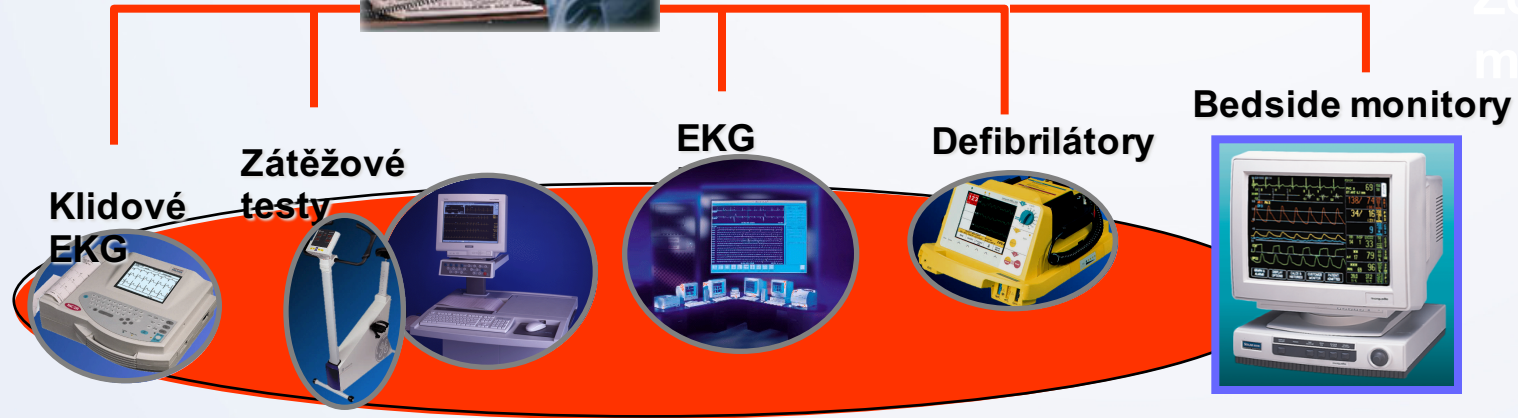 Bedside monitory
EKG
Defibrilátory
Zátěžové
testy
Klidové
EKG